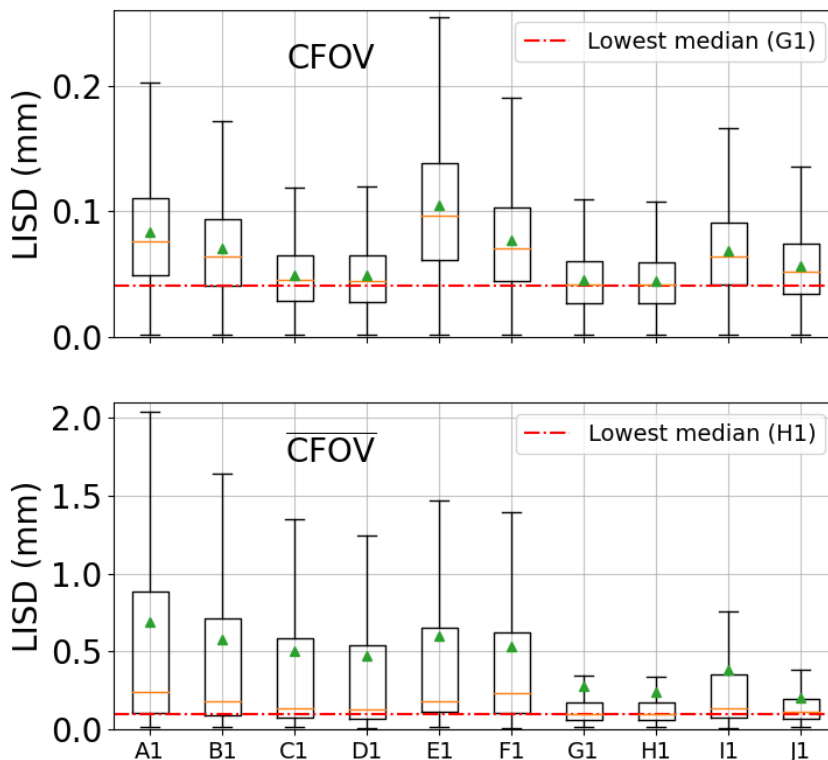 CFOV
Lowest median (G1)
LISD (mm)
0.2
0.1
0.0
C̅F̅O̅V̅
Lowest median (H1)
LISD (mm)
2.0
1.5
1.0
0.5
0.0
A1 B1 C1 D1 E1 F1 G1 H1 I1 J1